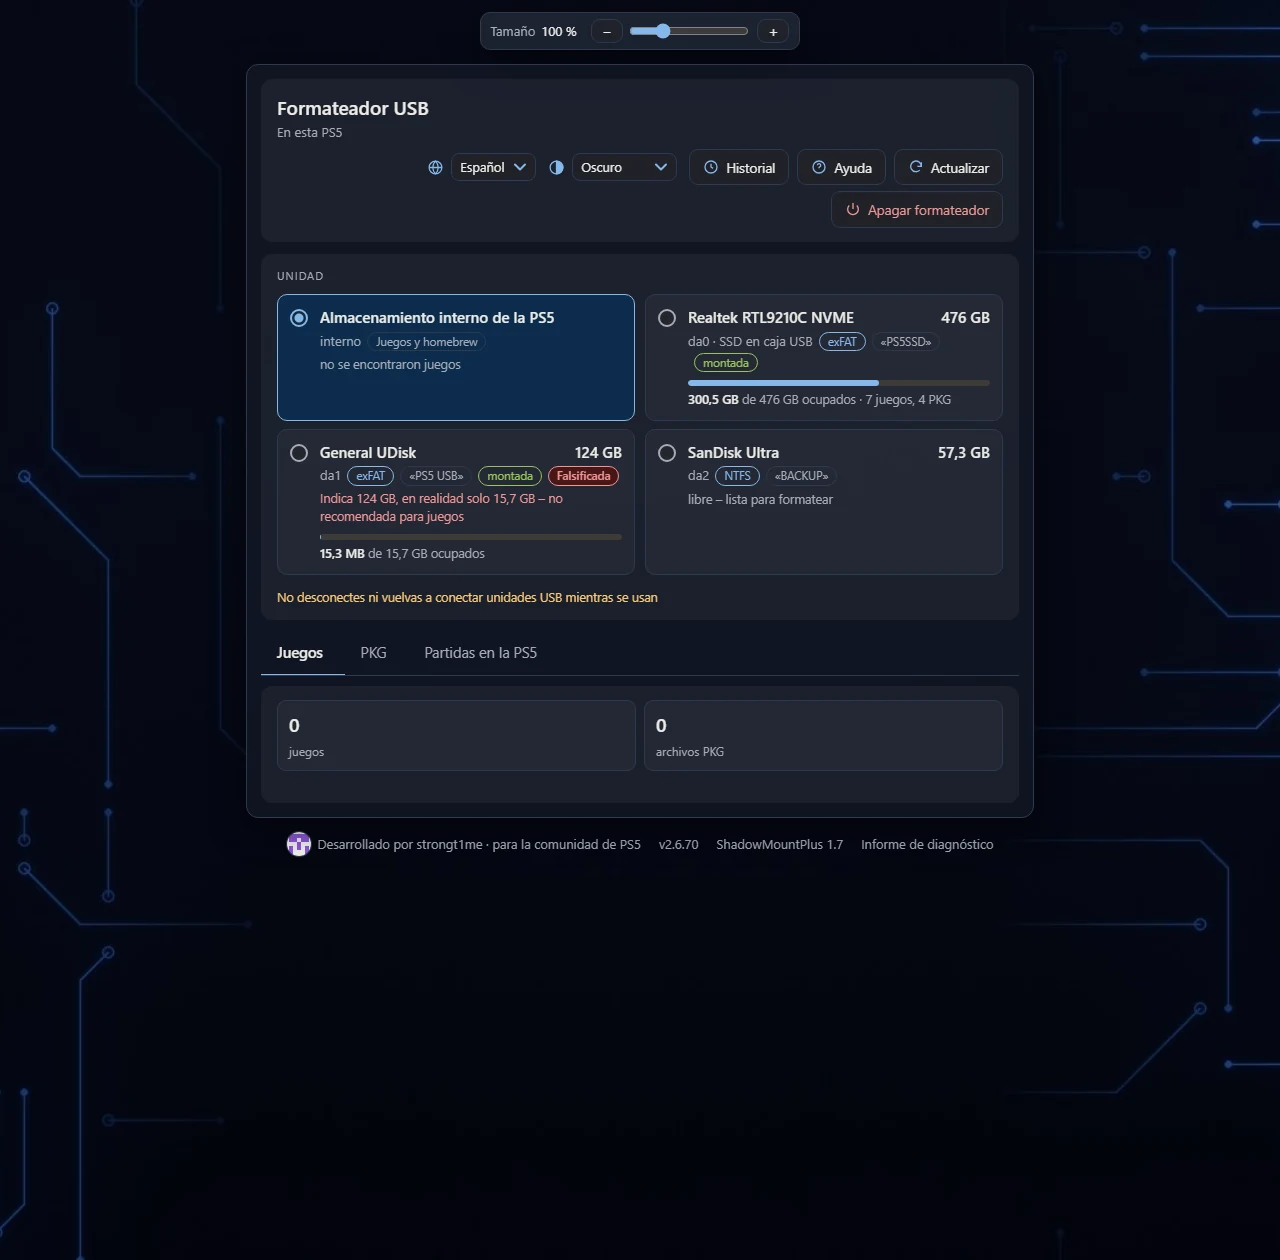 Tamaño 100 % − +
Formateador USB
En esta PS5
Español Oscuro Historial Ayuda Actualizar
Apagar formateador
UNIDAD
Almacenamiento interno de la PS5
interno Juegos y homebrew
no se encontraron juegos
Realtek RTL9210C NVME 476 GB
da0 · SSD en caja USB exFAT «PS5SSD»
montada
300,5 GB de 476 GB ocupados · 7 juegos, 4 PKG
General UDisk 124 GB
da1 exFAT «PS5 USB» montada Falsificada
Indica 124 GB, en realidad solo 15,7 GB – no
recomendada para juegos
15,3 MB de 15,7 GB ocupados
SanDisk Ultra 57,3 GB
da2 NTFS «BACKUP»
libre – lista para formatear
No desconectes ni vuelvas a conectar unidades USB mientras se usan
Juegos PKG Partidas en la PS5
0
juegos
0
archivos PKG
Desarrollado por strongt1me · para la comunidad de PS5 v2.6.70 ShadowMountPlus 1.7 Informe de diagnóstico